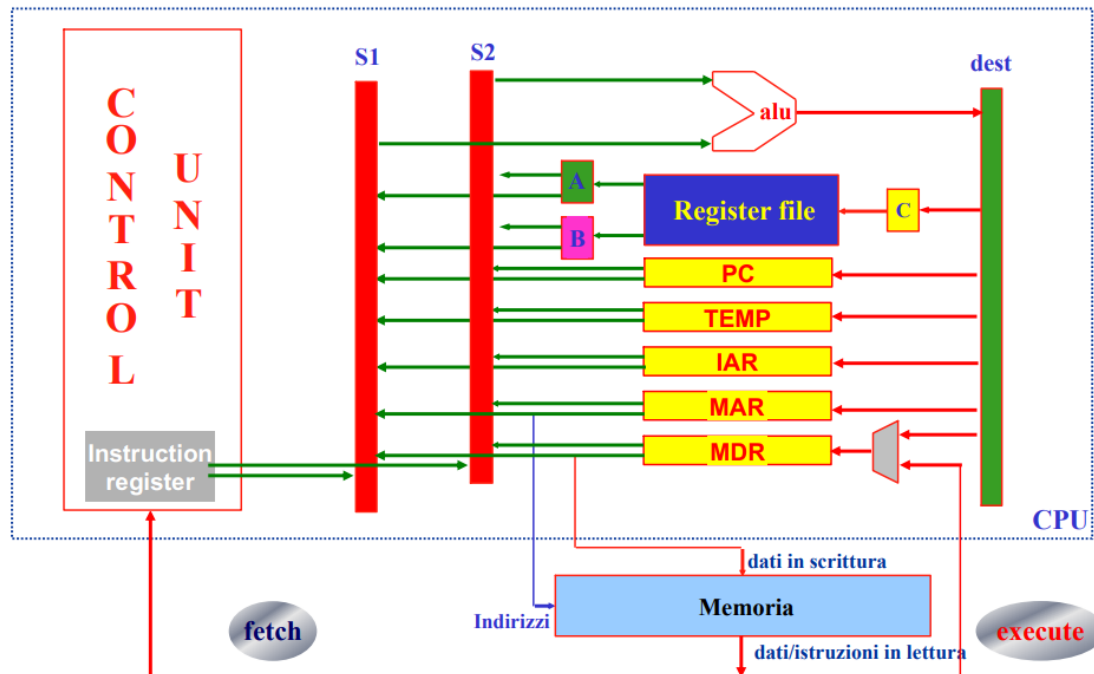 CONTROL
UNIT
S1
S2
dest
alu
A
Register file
C
B
PC
TEMP
IAR
MAR
MDR
Instruction
register
CPU
dati in scrittura
Memoria
Indirizzi
fetch
execute
dati/istruzioni in lettura